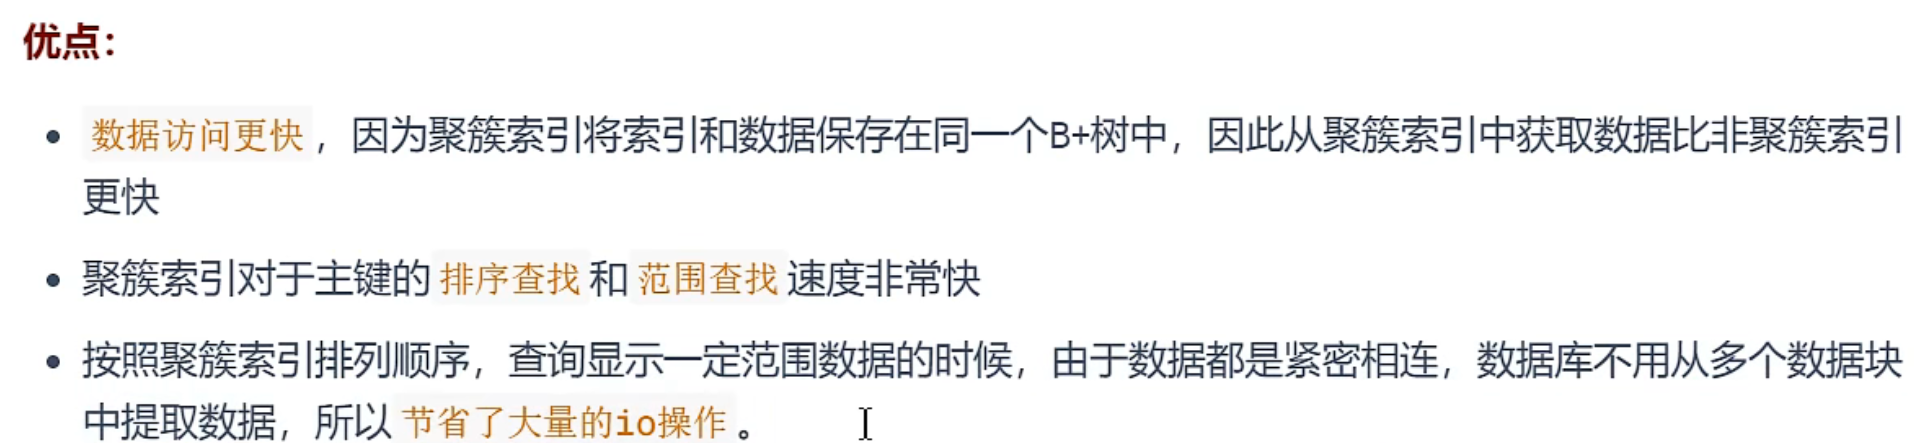 优点：
数据访问更快，因为聚簇索引将索引和数据保存在同一个B+树中，因此从聚簇索引中获取数据比非聚簇索引
更快
聚簇索引对于主键的排序查找和范围查找速度非常快
按照聚簇索引排列顺序，查询显示一定范围数据的时候，由于数据都是紧密相连，数据库不用从多个数据块
中提取数据，所以节省了大量的io操作。